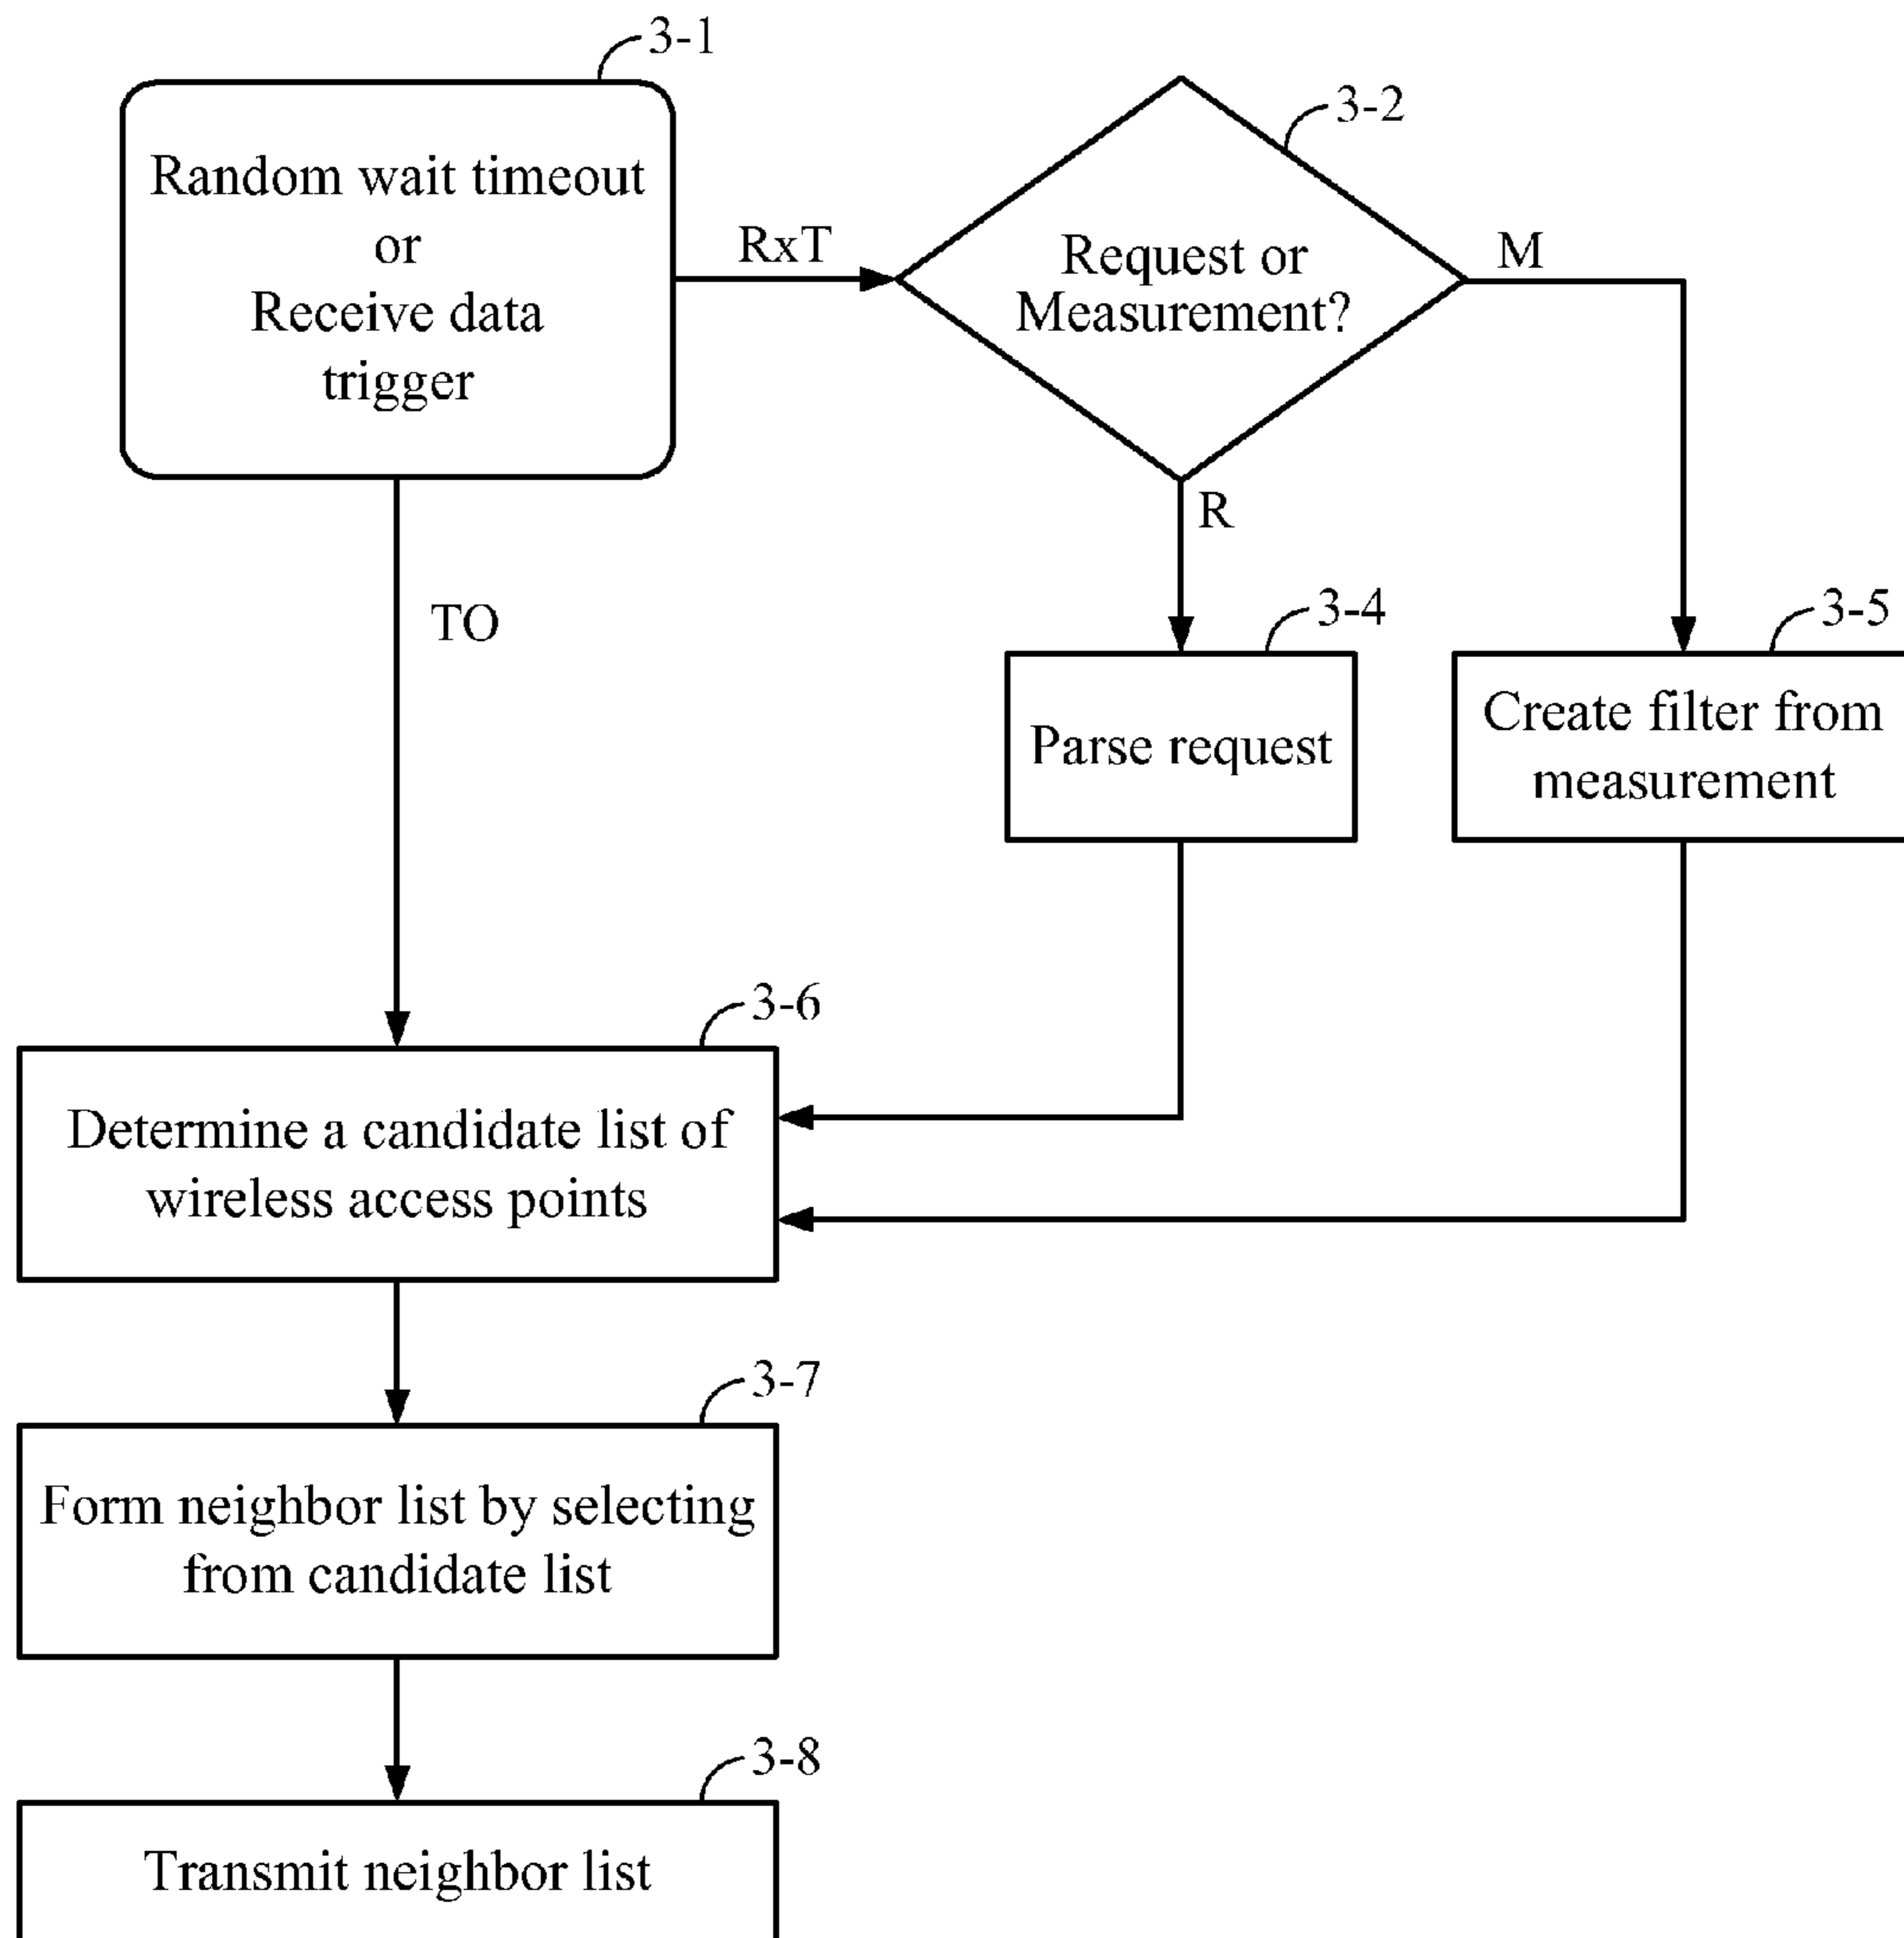 3-1
Random wait timeout
or
Receive data
trigger
RxT
3-2
Request or
Measurement?
M
R
TO
3-4
Parse request
3-5
Create filter from
measurement
3-6
Determine a candidate list of
wireless access points
3-7
Form neighbor list by selecting
from candidate list
3-8
Transmit neighbor list